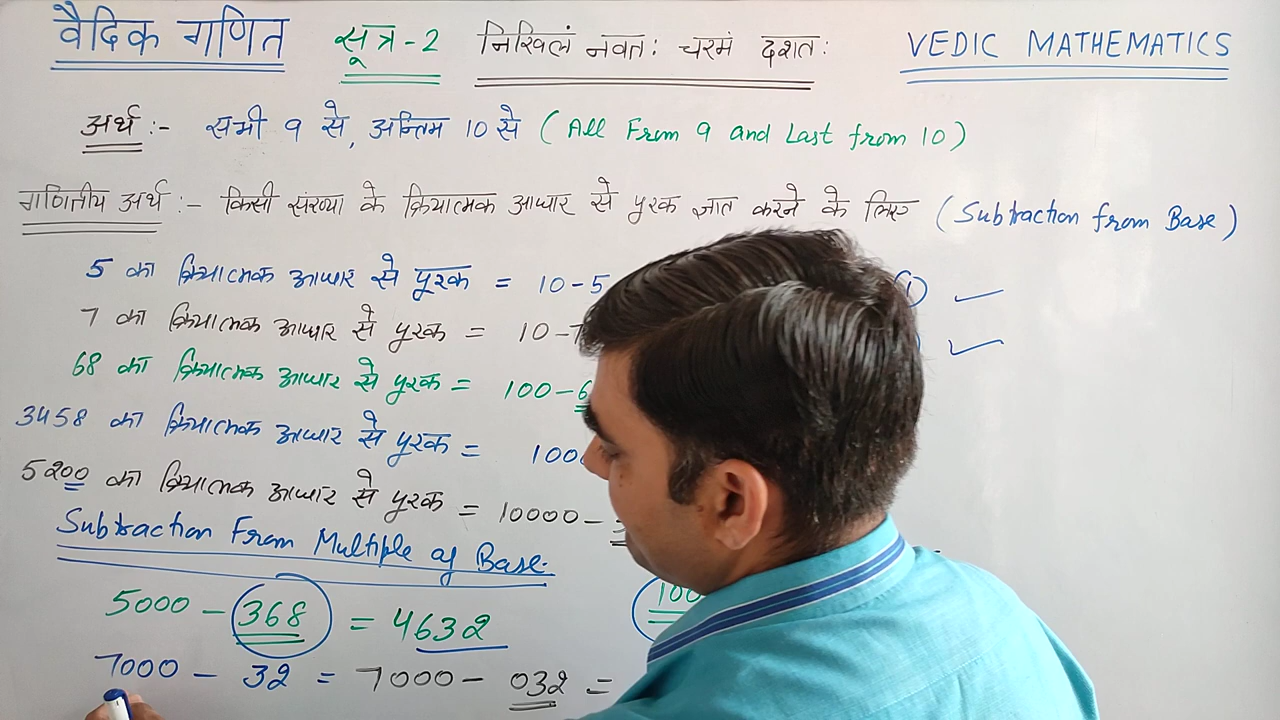 वैदिक गणित सूत्र-2 निखिलं नवतः चरमं दशतः VEDIC MATHEMATICS
अर्थ :- सभी 9 से, अन्तिम 10 से (All From 9 and Last from 10)
गणितीय अर्थ :- किसी संख्या के क्रियात्मक आधार से पूरक ज्ञात करने के लिए (Subtraction from Base)
5 का क्रियात्मक आधार से पूरक = 10-5
7 का क्रियात्मक आधार से पूरक = 10-7
68 का क्रियात्मक आधार से पूरक = 100-6
3458 का क्रियात्मक आधार से पूरक = 100
5200 का क्रियात्मक आधार से पूरक = 10000-
Subtraction From Multiple of Base.
5000 - 368 = 4632 100
7000 - 32 = 7000 - 032 =